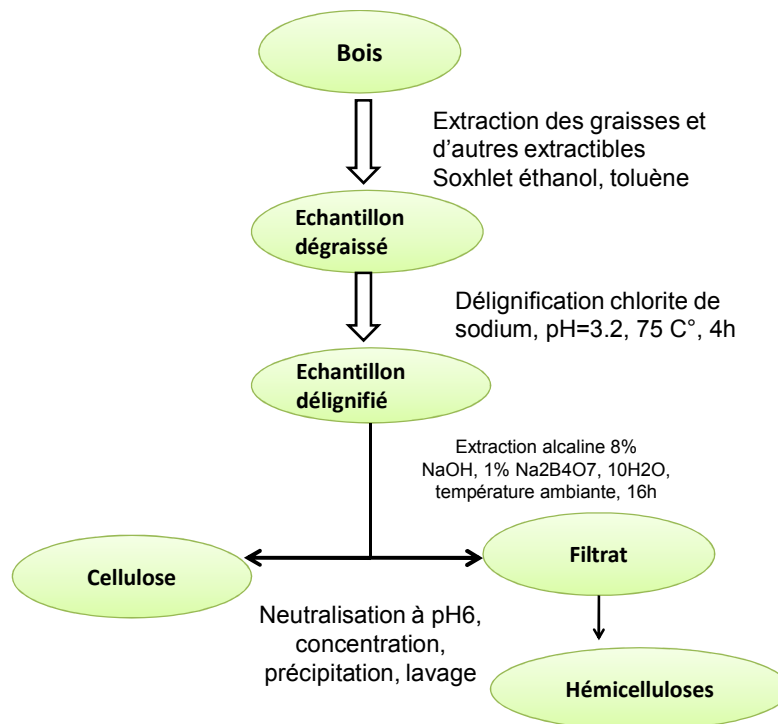 Bois
Extraction des graisses et
d'autres extractibles
Soxhlet éthanol, toluène
Echantillon
dégraissé
Délignification chlorite de
sodium, pH=3.2, 75 C°, 4h
Echantillon
délignifié
Extraction alcaline 8%
NaOH, 1% Na2B4O7, 10H2O,
température ambiante, 16h
Cellulose
Filtrat
Neutralisation à pH6,
concentration,
précipitation, lavage
Hémicelluloses